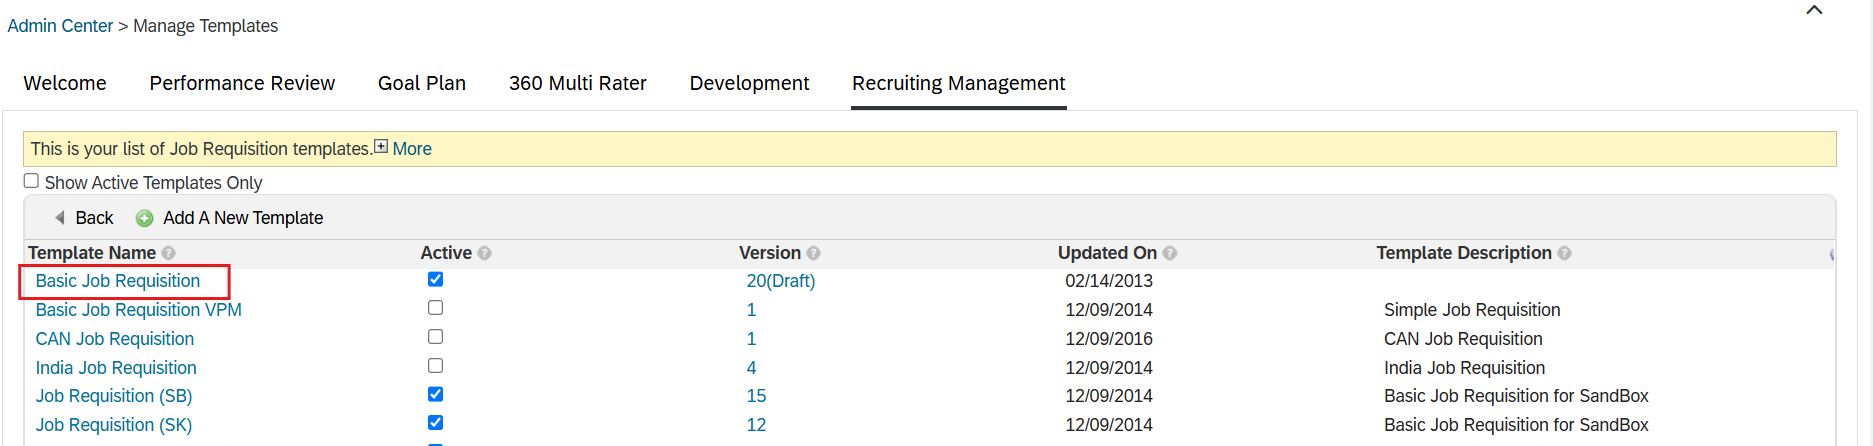 Admin Center > Manage Templates
Welcome Performance Review Goal Plan 360 Multi Rater Development Recruiting Management
This is your list of Job Requisition templates. More
Show Active Templates Only
Back Add A New Template
Template Name Active Version Updated On Template Description
Basic Job Requisition 20(Draft) 02/14/2013
Basic Job Requisition VPM 1 12/09/2014 Simple Job Requisition
CAN Job Requisition 1 12/09/2016 CAN Job Requisition
India Job Requisition 4 12/09/2014 India Job Requisition
Job Requisition (SB) 15 12/09/2014 Basic Job Requisition for SandBox
Job Requisition (SK) 12 12/09/2014 Basic Job Requisition for SandBox